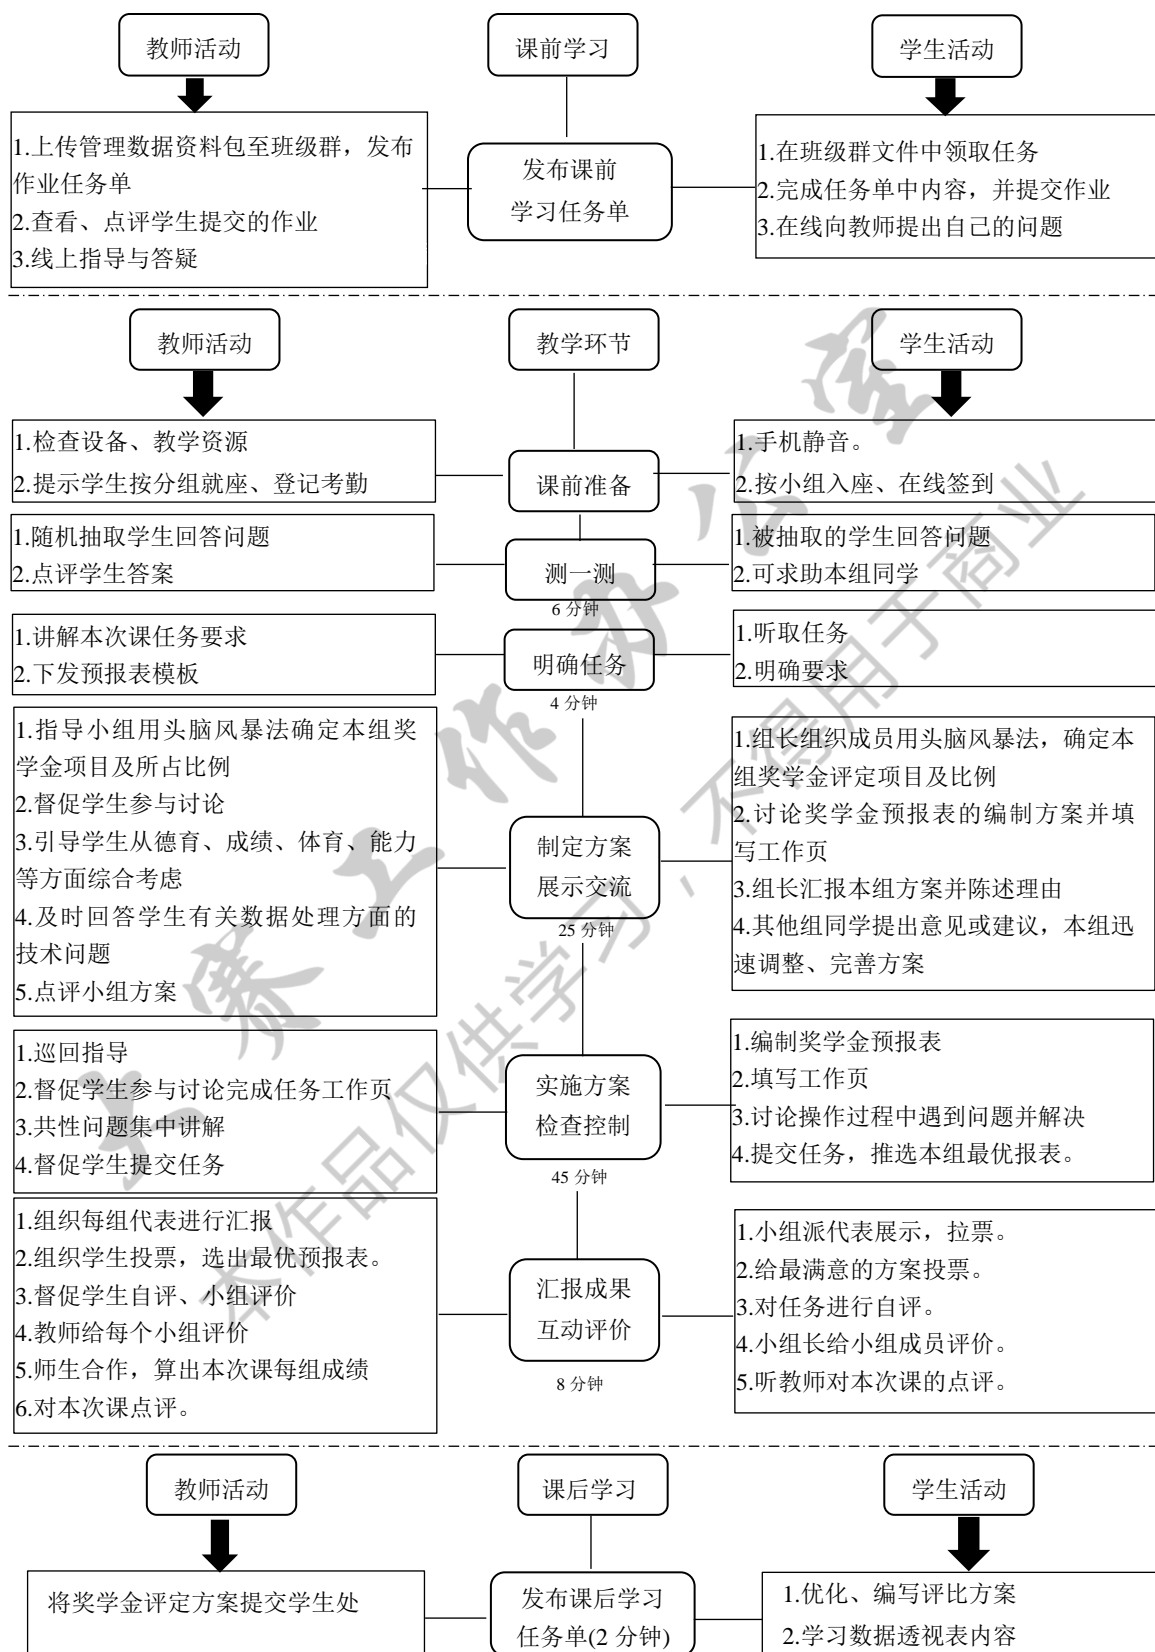 教师活动
课前学习
学生活动
1.上传管理数据资料包至班级群，发布
作业任务单
2.查看、点评学生提交的作业
3.线上指导与答疑
发布课前
学习任务单
1.在班级群文件中领取任务
2.完成任务单中内容，并提交作业
3.在线向教师提出自己的问题
教师活动
教学环节
学生活动
1.检查设备、教学资源
2.提示学生按分组就座、登记考勤
课前准备
1.手机静音。
2.按小组入座、在线签到
1.随机抽取学生回答问题
2.点评学生答案
测一测
6 分钟
1.被抽取的学生回答问题
2.可求助本组同学
1.讲解本次课任务要求
2.下发预报表模板
明确任务
4 分钟
1.听取任务
2.明确要求
1.指导小组用头脑风暴法确定本组奖
学金项目及所占比例
2.督促学生参与讨论
3.引导学生从德育、成绩、体育、能力
等方面综合考虑
4.及时回答学生有关数据处理方面的
技术问题
5.点评小组方案
制定方案
展示交流
25 分钟
1.组长组织成员用头脑风暴法，确定本
组奖学金评定项目及比例
2.讨论奖学金预报表的编制方案并填
写工作页
3.组长汇报本组方案并陈述理由
4.其他组同学提出意见或建议，本组迅
速调整、完善方案
1.巡回指导
2.督促学生参与讨论完成任务工作页
3.共性问题集中讲解
4.督促学生提交任务
实施方案
检查控制
45 分钟
1.编制奖学金预报表
2.填写工作页
3.讨论操作过程中遇到问题并解决
4.提交任务，推选本组最优报表。
1.组织每组代表进行汇报
2.组织学生投票，选出最优预报表。
3.督促学生自评、小组评价
4.教师给每个小组评价
5.师生合作，算出本次课每组成绩
6.对本次课点评。
汇报成果
互动评价
8 分钟
1.小组派代表展示，拉票。
2.给最满意的方案投票。
3.对任务进行自评。
4.小组长给小组成员评价。
5.听教师对本次课的点评。
教师活动
课后学习
学生活动
将奖学金评定方案提交学生处
发布课后学习
任务单(2 分钟)
1.优化、编写评比方案
2.学习数据透视表内容
大赛工作办公室
本作品仅供学习，不得用于商业